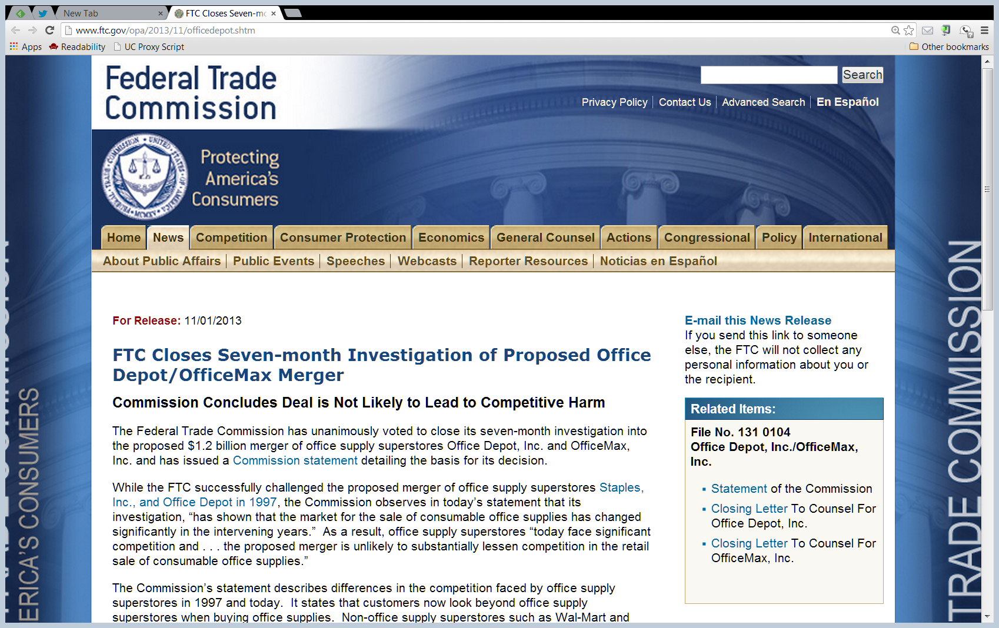 New Tab
FTC Closes Seven-mo
www.ftc.gov/opa/2013/11/officedepot.shtm
Apps Readability UC Proxy Script Other bookmarks
Federal Trade
Commission
Search
Privacy Policy Contact Us Advanced Search En Español
Protecting
America's
Consumers
Home News Competition Consumer Protection Economics General Counsel Actions Congressional Policy International
About Public Affairs Public Events Speeches Webcasts Reporter Resources Noticias en Español
For Release: 11/01/2013
FTC Closes Seven-month Investigation of Proposed Office
Depot/OfficeMax Merger
Commission Concludes Deal is Not Likely to Lead to Competitive Harm
The Federal Trade Commission has unanimously voted to close its seven-month investigation into
the proposed $1.2 billion merger of office supply superstores Office Depot, Inc. and OfficeMax,
Inc. and has issued a Commission statement detailing the basis for its decision.
While the FTC successfully challenged the proposed merger of office supply superstores Staples,
Inc., and Office Depot in 1997, the Commission observes in today’s statement that its
investigation, “has shown that the market for the sale of consumable office supplies has changed
significantly in the intervening years.”  As a result, office supply superstores “today face significant
competition and . . . the proposed merger is unlikely to substantially lessen competition in the retail
sale of consumable office supplies.”
The Commission’s statement describes differences in the competition faced by office supply
superstores in 1997 and today.  It states that customers now look beyond office supply
superstores when buying office supplies.  Non-office supply superstores such as Wal-Mart and
E-mail this News Release
If you send this link to someone
else, the FTC will not collect any
personal information about you or
the recipient.
Related Items:
File No. 131 0104
Office Depot, Inc./OfficeMax,
Inc.
Statement of the Commission
Closing Letter To Counsel For
Office Depot, Inc.
Closing Letter To Counsel For
OfficeMax, Inc.
ERICA'S CONSUMERS
TRADE COMMISSION